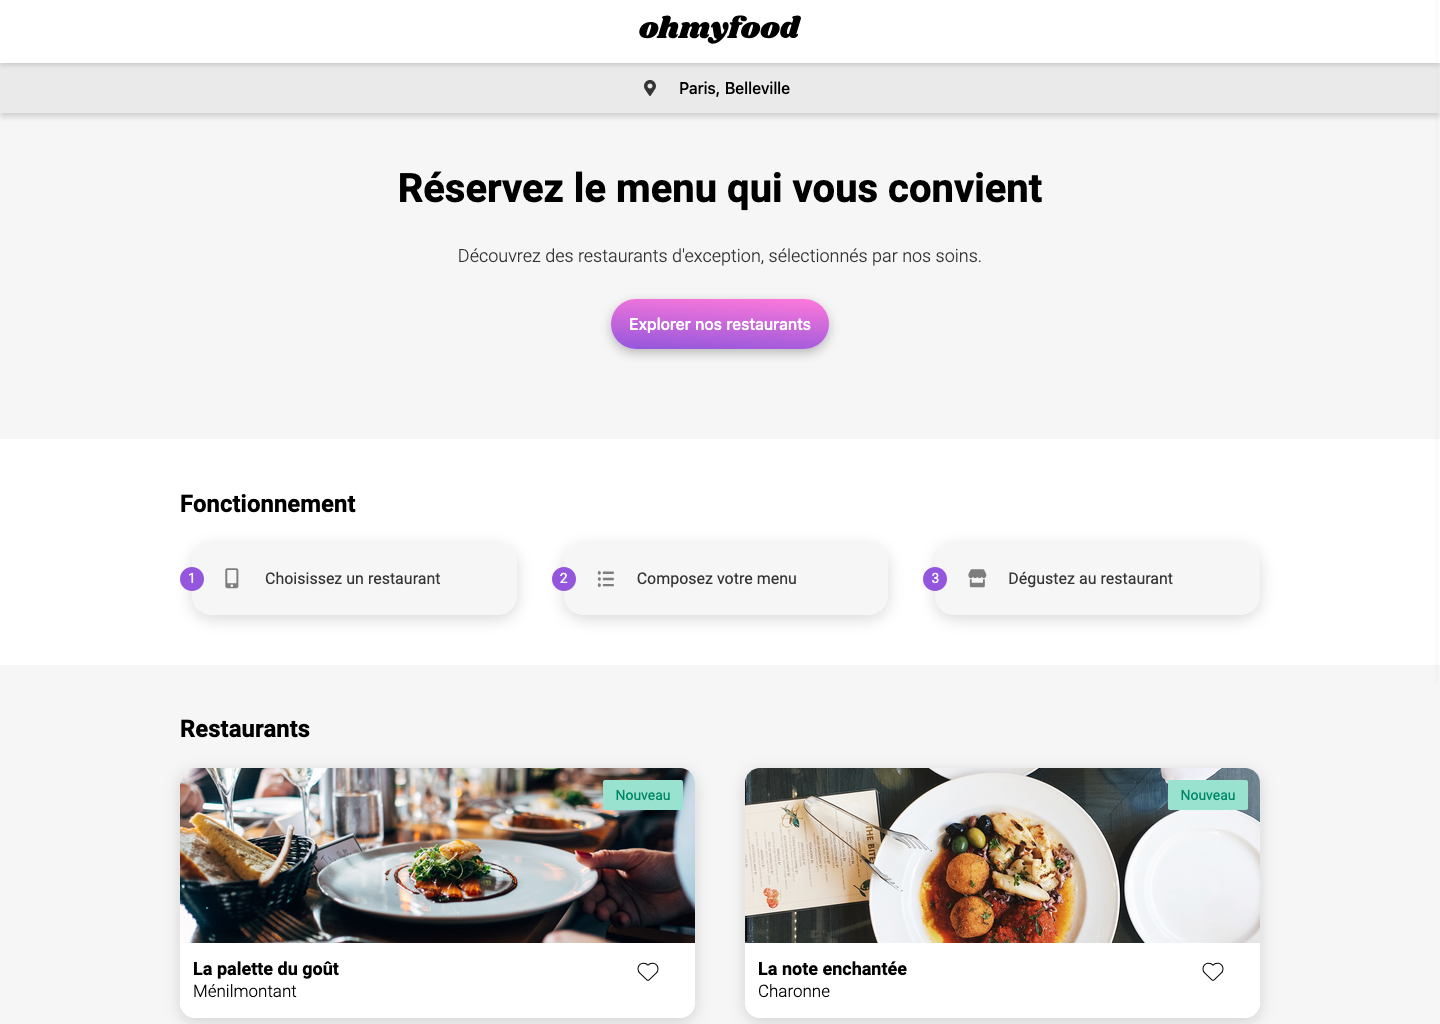 ohmyfood
Paris, Belleville
Réservez le menu qui vous convient
Découvrez des restaurants d'exception, sélectionnés par nos soins.
Explorer nos restaurants
Fonctionnement
1 Choisissez un restaurant
2 Composez votre menu
3 Dégustez au restaurant
Restaurants
Nouveau
THE BITE
La palette du goût
Ménilmontant
Nouveau
La note enchantée
Charonne